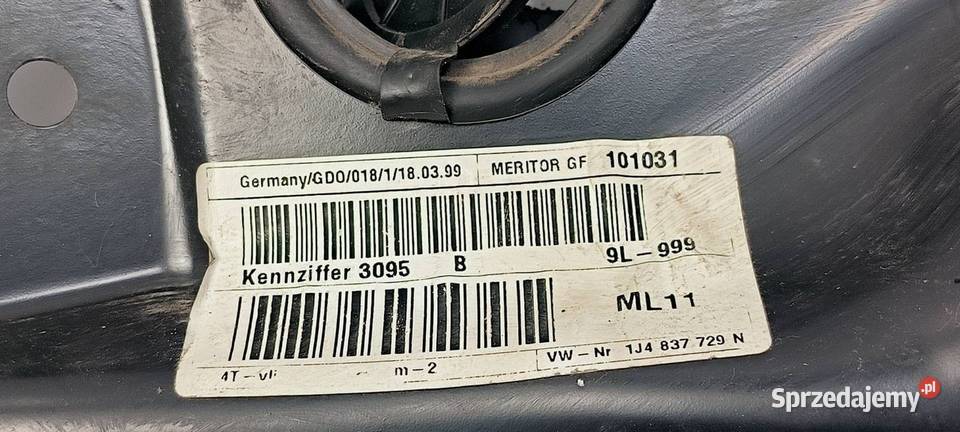 Germany/GDO/018/1/18.03.99 MERITOR GF 101031
Kennziffer 3095 B 9L-999
ML11
4T-vli m-2 VW-Nr 1J4 837 729 N
Sprzedajemy.pl